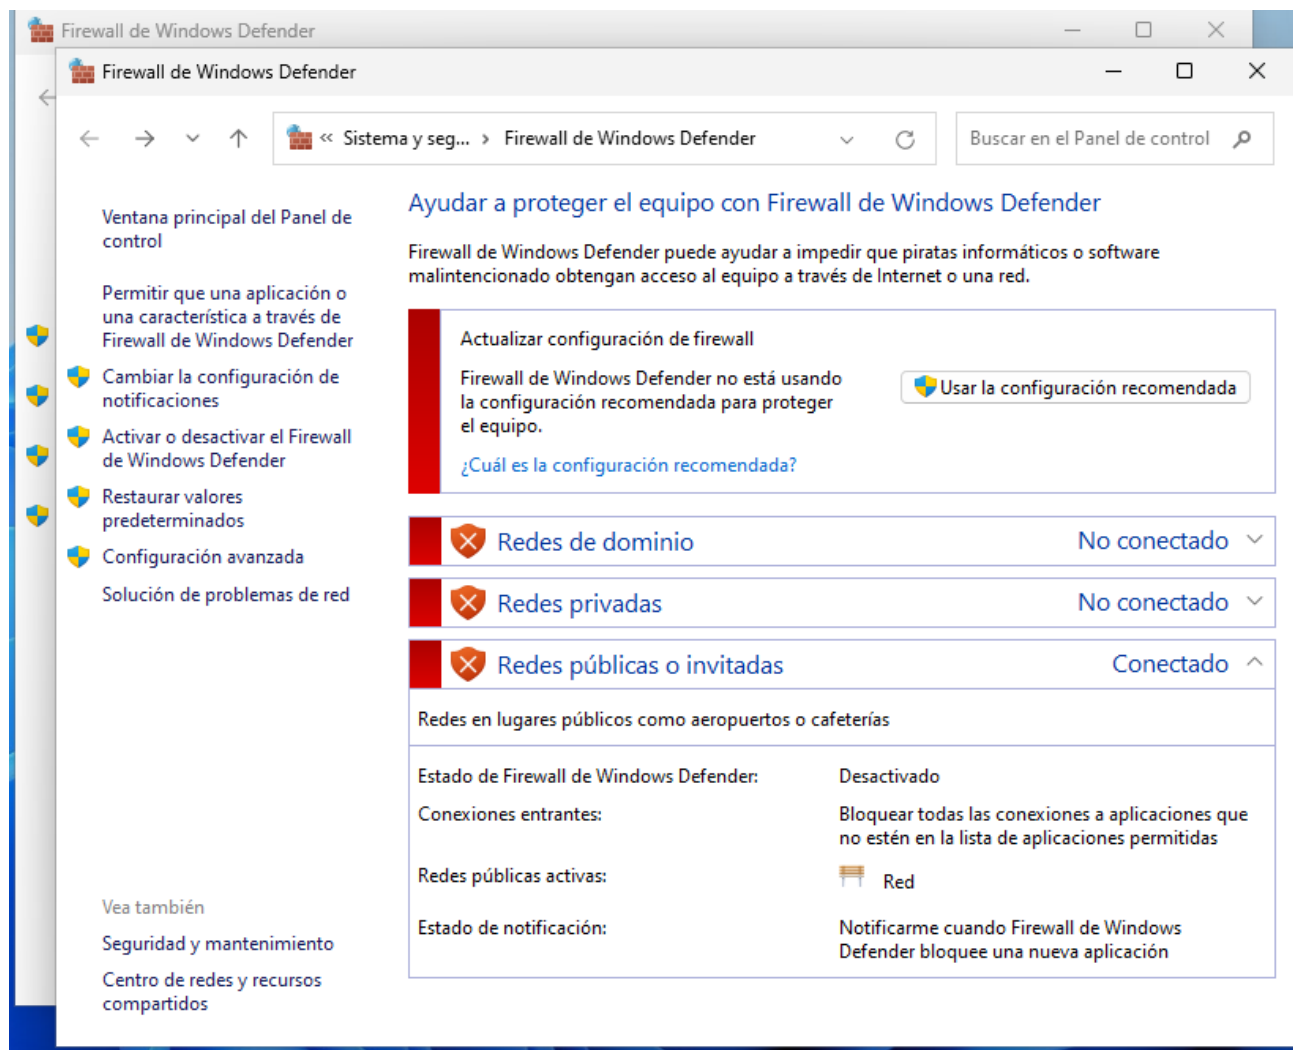 Firewall de Windows Defender
Firewall de Windows Defender
« Sistema y seg... › Firewall de Windows Defender
Buscar en el Panel de control
Ventana principal del Panel de
control
Permitir que una aplicación o
una característica a través de
Firewall de Windows Defender
Cambiar la configuración de
notificaciones
Activar o desactivar el Firewall
de Windows Defender
Restaurar valores
predeterminados
Configuración avanzada
Solución de problemas de red
Vea también
Seguridad y mantenimiento
Centro de redes y recursos
compartidos
Ayudar a proteger el equipo con Firewall de Windows Defender
Firewall de Windows Defender puede ayudar a impedir que piratas informáticos o software
malintencionado obtengan acceso al equipo a través de Internet o una red.
Actualizar configuración de firewall
Firewall de Windows Defender no está usando
la configuración recomendada para proteger
el equipo.
Usar la configuración recomendada
¿Cuál es la configuración recomendada?
Redes de dominio No conectado
Redes privadas No conectado
Redes públicas o invitadas Conectado
Redes en lugares públicos como aeropuertos o cafeterías
Estado de Firewall de Windows Defender: Desactivado
Conexiones entrantes: Bloquear todas las conexiones a aplicaciones que
no estén en la lista de aplicaciones permitidas
Redes públicas activas: Red
Estado de notificación: Notificarme cuando Firewall de Windows
Defender bloquee una nueva aplicación